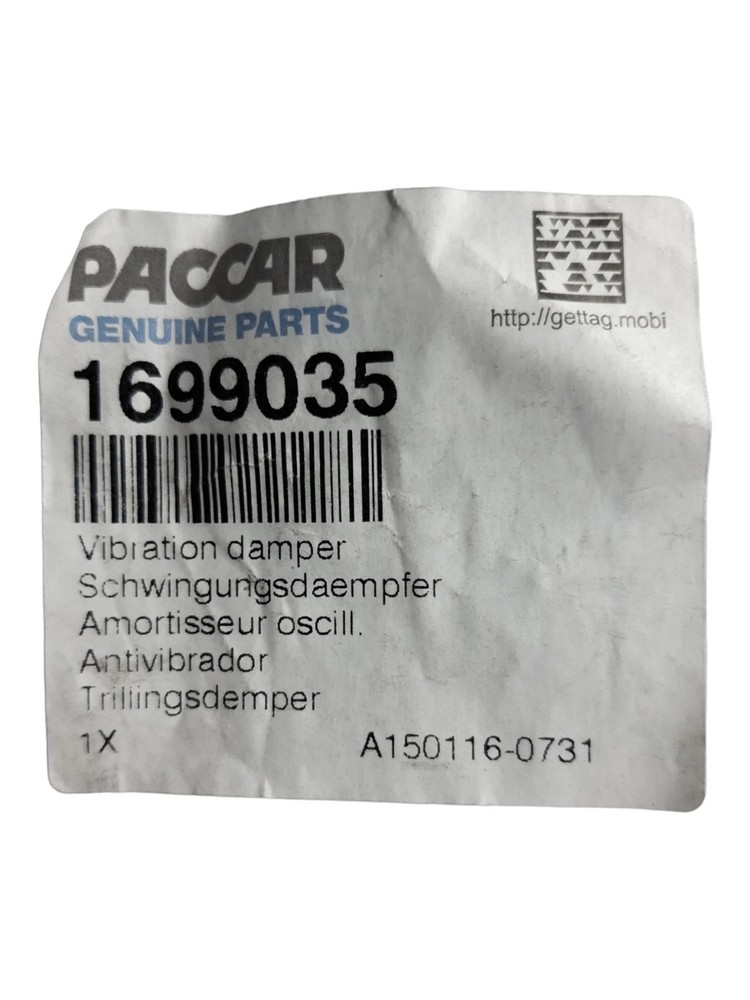 PACCAR
GENUINE PARTS
http://gettag.mobi
1699035
Vibration damper
Schwingungsdaempfer
Amortisseur oscill.
Antivibrador
Trillingsdemper
1X
A150116-0731